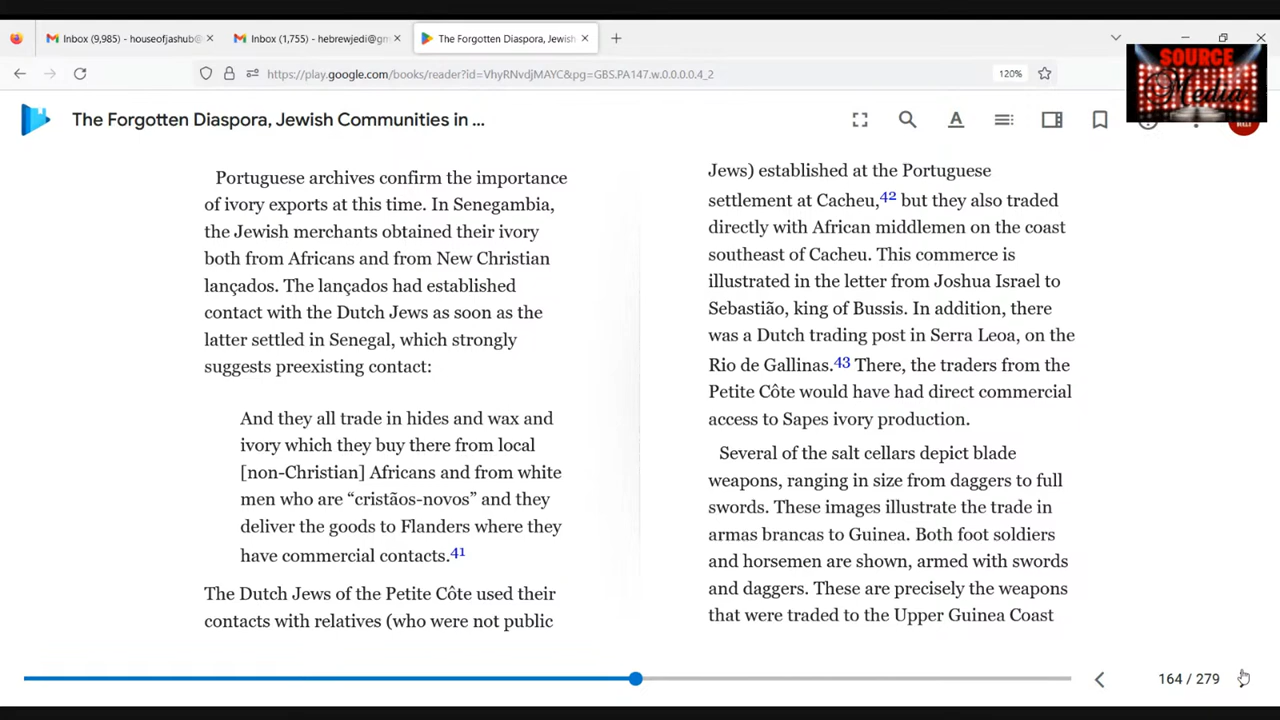 Inbox (9,985) - houseofjashub@
Inbox (1,755) - hebrewjedi@gm
The Forgotten Diaspora, Jewish
https://play.google.com/books/reader?id=VhyRNvdjMAYC&pg=GBS.PA147.w.0.0.0.4_2
120%
SOURCE
Media
The Forgotten Diaspora, Jewish Communities in ...
Portuguese archives confirm the importance
of ivory exports at this time. In Senegambia,
the Jewish merchants obtained their ivory
both from Africans and from New Christian
lançados. The lançados had established
contact with the Dutch Jews as soon as the
latter settled in Senegal, which strongly
suggests preexisting contact:
And they all trade in hides and wax and
ivory which they buy there from local
[non-Christian] Africans and from white
men who are “cristãos-novos” and they
deliver the goods to Flanders where they
have commercial contacts.41
The Dutch Jews of the Petite Côte used their
contacts with relatives (who were not public
Jews) established at the Portuguese
settlement at Cacheu,42 but they also traded
directly with African middlemen on the coast
southeast of Cacheu. This commerce is
illustrated in the letter from Joshua Israel to
Sebastião, king of Bussis. In addition, there
was a Dutch trading post in Serra Leoa, on the
Rio de Gallinas.43 There, the traders from the
Petite Côte would have had direct commercial
access to Sapes ivory production.
Several of the salt cellars depict blade
weapons, ranging in size from daggers to full
swords. These images illustrate the trade in
armas brancas to Guinea. Both foot soldiers
and horsemen are shown, armed with swords
and daggers. These are precisely the weapons
that were traded to the Upper Guinea Coast
164 / 279